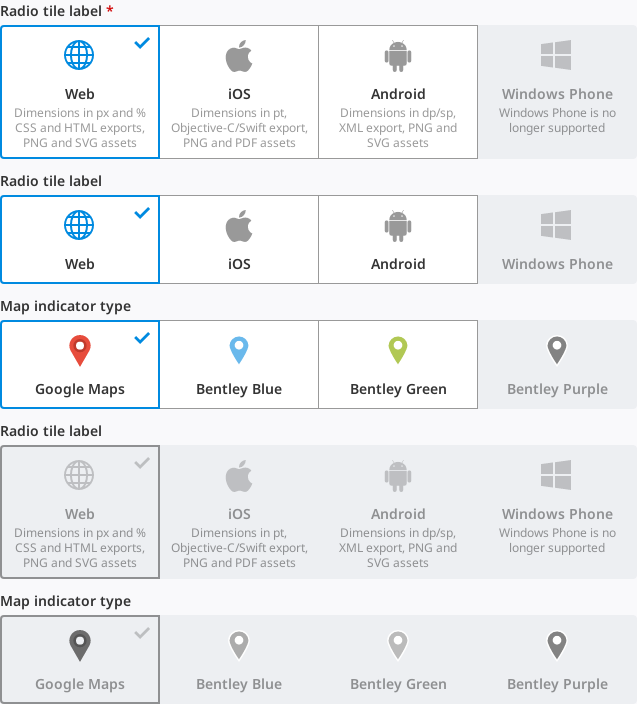 Radio tile label *
Web
Dimensions in px and %
CSS and HTML exports,
PNG and SVG assets
iOS
Dimensions in pt,
Objective-C/Swift export,
PNG and PDF assets
Android
Dimensions in dp/sp,
XML export, PNG and
SVG assets
Windows Phone
Windows Phone is no
longer supported
Radio tile label
Web
iOS
Android
Windows Phone
Map indicator type
Google Maps
Bentley Blue
Bentley Green
Bentley Purple
Radio tile label
Web
Dimensions in px and %
CSS and HTML exports,
PNG and SVG assets
iOS
Dimensions in pt,
Objective-C/Swift export,
PNG and PDF assets
Android
Dimensions in dp/sp,
XML export, PNG and
SVG assets
Windows Phone
Windows Phone is no
longer supported
Map indicator type
Google Maps
Bentley Blue
Bentley Green
Bentley Purple